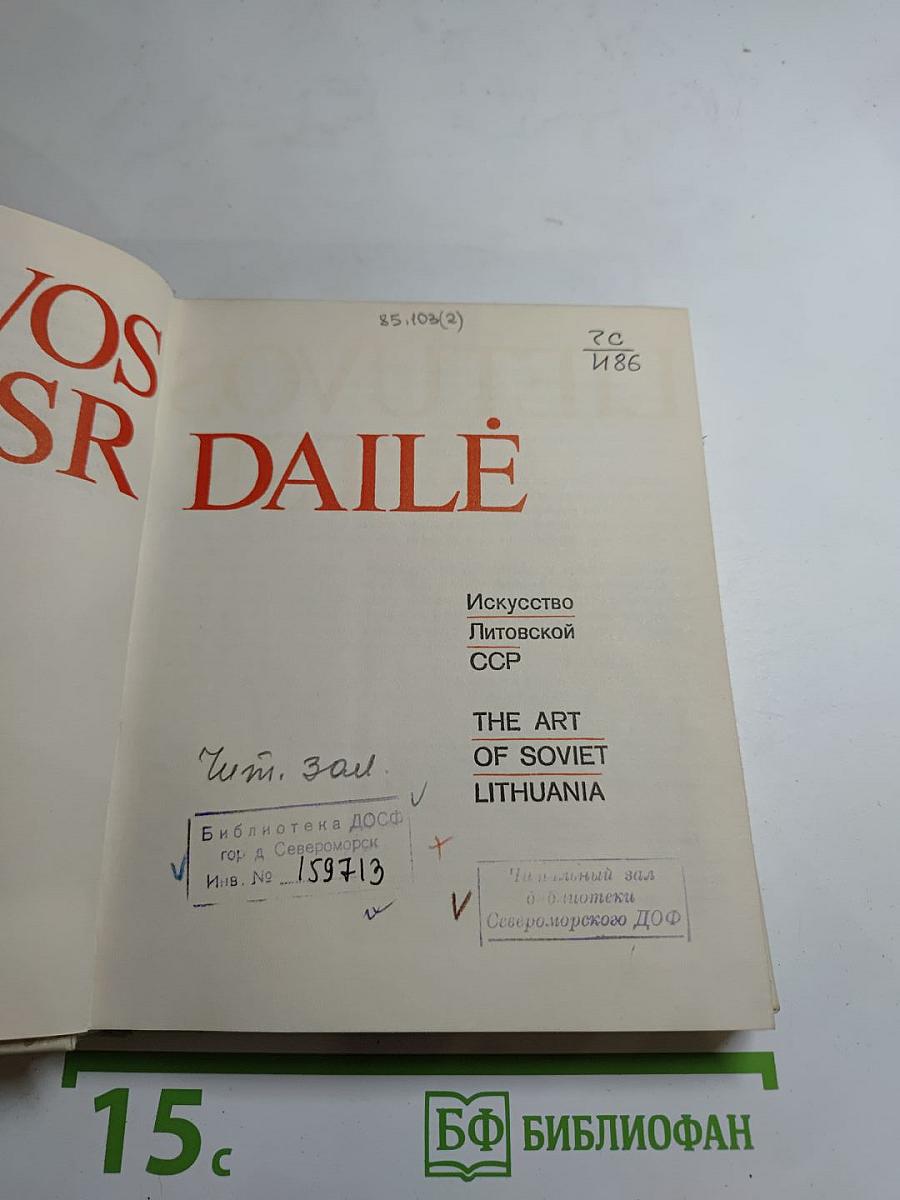 VOS
SR
85.103(2)
7С
И86
DAILĖ
Искусство
Литовской
ССР
THE ART
OF SOVIET
LITHUANIA
Чит. зал.
Библиотека ДОСФ
гор д Североморск
Инв. № 159713
Читальный зал
библиотеки
Североморского ДОФ
15 с
БФ БИБЛИОФАН